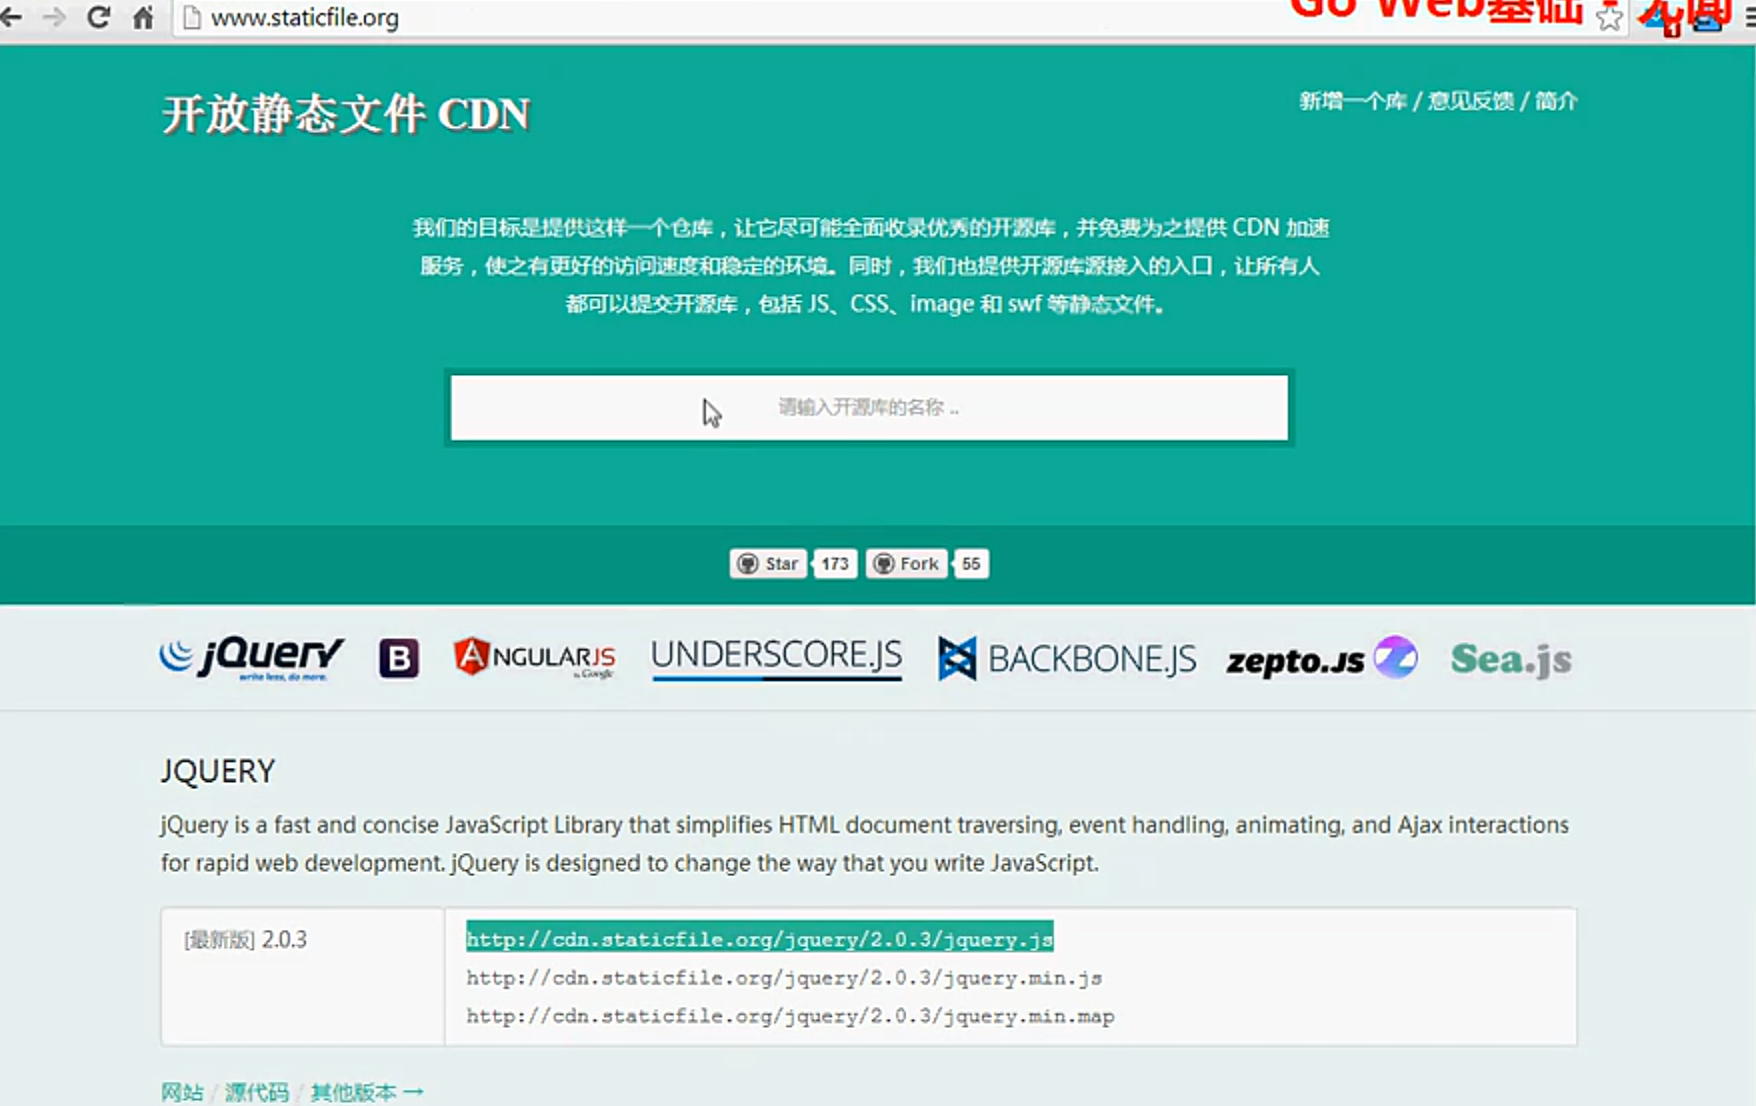 www.staticfile.org
Go Web基础 - 无闻
1
开放静态文件 CDN
新增一个库 / 意见反馈 / 简介
我们的目标是提供这样一个仓库，让它尽可能全面收录优秀的开源库，并免费为之提供 CDN 加速
服务，使之有更好的访问速度和稳定的环境。同时，我们也提供开源库源接入的入口，让所有人
都可以提交开源库，包括 JS、CSS、image 和 swf 等静态文件。
请输入开源库的名称 ..
Star 173 Fork 55
jQuery write less, do more. B ANGULARJS by Google UNDERSCORE.JS BACKBONE.JS zepto.js Sea.js
JQUERY
jQuery is a fast and concise JavaScript Library that simplifies HTML document traversing, event handling, animating, and Ajax interactions
for rapid web development. jQuery is designed to change the way that you write JavaScript.
[最新版] 2.0.3
http://cdn.staticfile.org/jquery/2.0.3/jquery.js
http://cdn.staticfile.org/jquery/2.0.3/jquery.min.js
http://cdn.staticfile.org/jquery/2.0.3/jquery.min.map
网站 / 源代码 / 其他版本 →